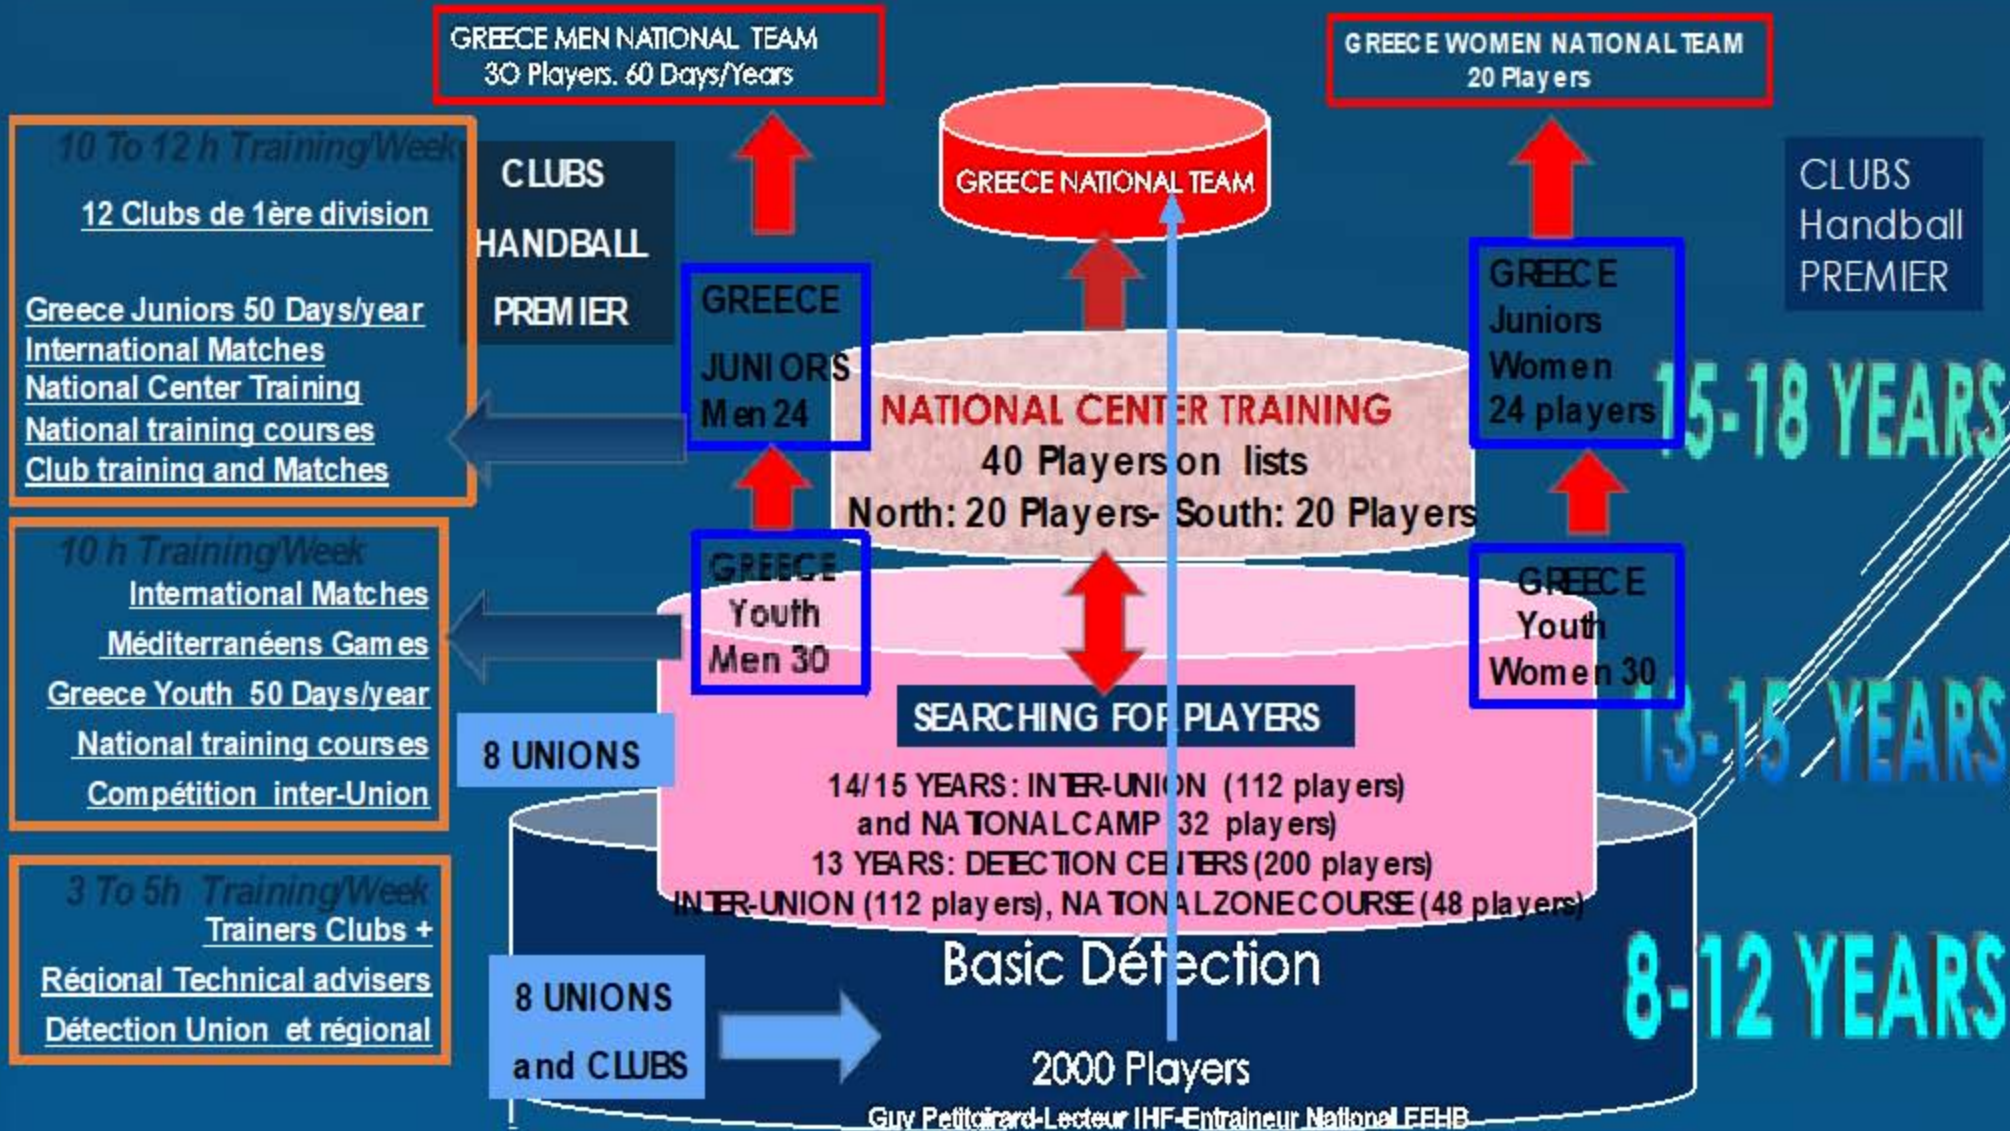 GREECE MEN NATIONAL TEAM
3O Players. 60 Days/Years
GREECE WOMEN NATIONAL TEAM
20 Players
10 To 12 h Training/Week
12 Clubs de 1ère division
Greece Juniors 50 Days/year
International Matches
National Center Training
National training courses
Club training and Matches
CLUBS
HANDBALL
PREMIER
GREECE NATIONAL TEAM
CLUBS
Handball
PREMIER
GREECE
JUNIORS
Men 24
GREECE
Juniors
Women
24 players
15-18 YEARS
NATIONAL CENTER TRAINING
40 Players on lists
North: 20 Players- South: 20 Players
10 h Training/Week
International Matches
Méditerranéens Games
Greece Youth 50 Days/year
National training courses
Compétition inter-Union
GREECE
Youth
Men 30
GREECE
Youth
Women 30
13-15 YEARS
8 UNIONS
SEARCHING FOR PLAYERS
14/15 YEARS: INTER-UNION (112 players)
and NATIONAL CAMP 32 players)
13 YEARS: DETECTION CENTERS (200 players)
INTER-UNION (112 players), NATIONAL ZONE COURSE (48 players)
3 To 5h Training/Week
Trainers Clubs +
Régional Technical advisers
Détection Union et régional
8 UNIONS
and CLUBS
Basic Détection
2000 Players
8-12 YEARS
Guy Petitgirard-Lecteur IHF-Entraineur National FFHB